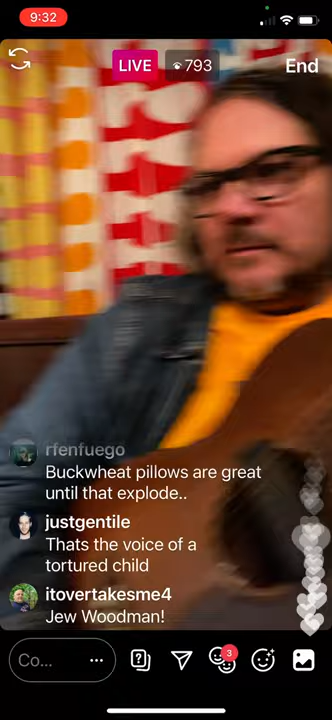 9:32
LIVE
793
End
rfenfuego
Buckwheat pillows are great
until that explode..
justgentile
Thats the voice of a
tortured child
itovertakesme4
Jew Woodman!
Co...
3